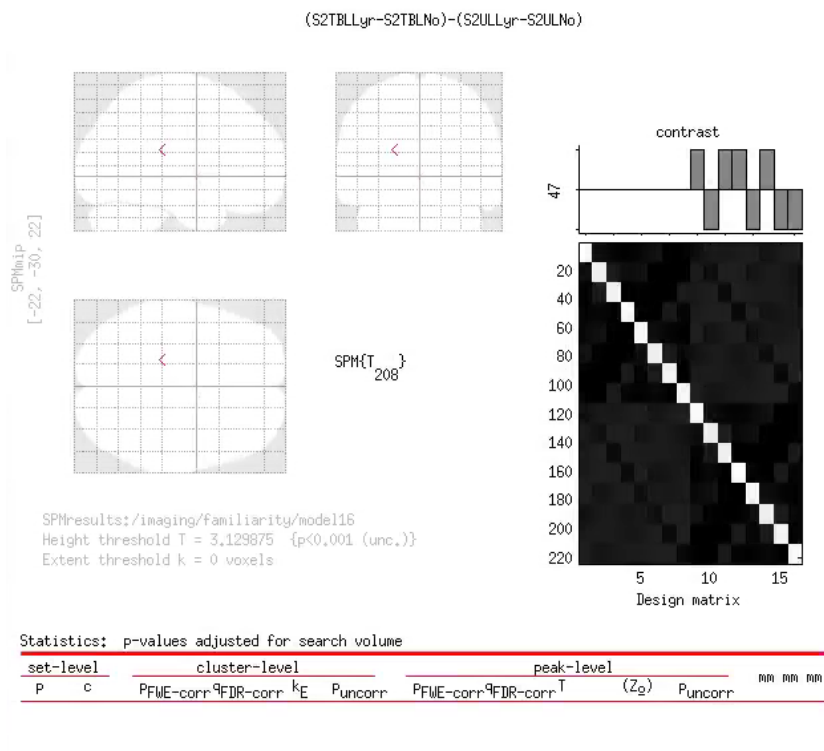 (S2TBLLyr-S2TBLNo)-(S2ULLyr-S2ULNo)
contrast
47
SPMmip
[-22, -30, 22]
SPM{T208}
20
40
60
80
100
120
140
160
180
200
220
5 10 15
Design matrix
SPMresults:/imaging/familiarity/model16
Height threshold T = 3.129875 {p<0.001 (unc.)}
Extent threshold k = 0 voxels
Statistics: p-values adjusted for search volume
set-level cluster-level peak-level
p c PFWE-corr qFDR-corr kE Puncorr PFWE-corr qFDR-corr T (Zo) Puncorr mm mm mm